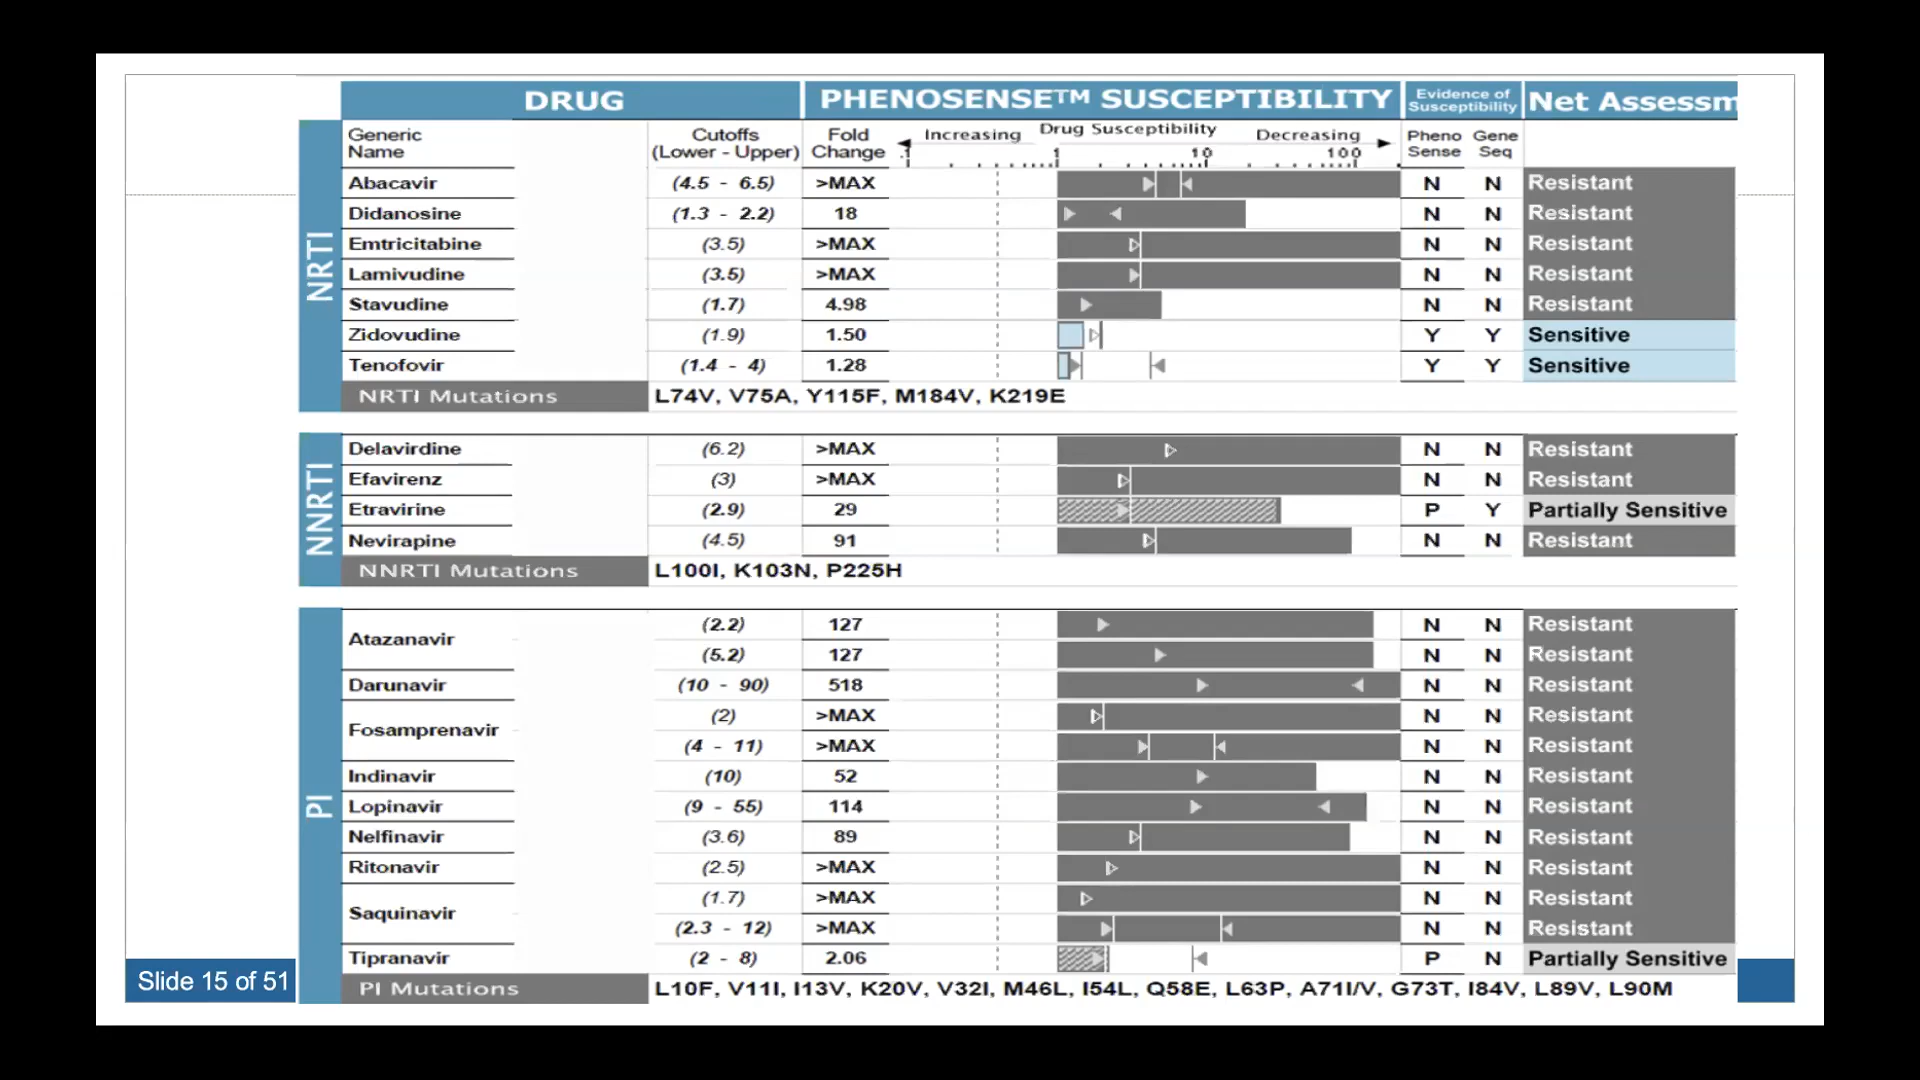 DRUG PHENOSENSE™ SUSCEPTIBILITY Evidence of Susceptibility Net Assessm
Generic Name Cutoffs (Lower - Upper) Fold Change Increasing Drug Susceptibility Decreasing Pheno Sense Gene Seq
.1 1 10 100
NRTI
Abacavir (4.5 - 6.5) >MAX N N Resistant
Didanosine (1.3 - 2.2) 18 N N Resistant
Emtricitabine (3.5) >MAX N N Resistant
Lamivudine (3.5) >MAX N N Resistant
Stavudine (1.7) 4.98 N N Resistant
Zidovudine (1.9) 1.50 Y Y Sensitive
Tenofovir (1.4 - 4) 1.28 Y Y Sensitive
NRTI Mutations L74V, V75A, Y115F, M184V, K219E
NNRTI
Delavirdine (6.2) >MAX N N Resistant
Efavirenz (3) >MAX N N Resistant
Etravirine (2.9) 29 P Y Partially Sensitive
Nevirapine (4.5) 91 N N Resistant
NNRTI Mutations L100I, K103N, P225H
PI
Atazanavir (2.2) 127 N N Resistant
(5.2) 127 N N Resistant
Darunavir (10 - 90) 518 N N Resistant
Fosamprenavir (2) >MAX N N Resistant
(4 - 11) >MAX N N Resistant
Indinavir (10) 52 N N Resistant
Lopinavir (9 - 55) 114 N N Resistant
Nelfinavir (3.6) 89 N N Resistant
Ritonavir (2.5) >MAX N N Resistant
Saquinavir (1.7) >MAX N N Resistant
(2.3 - 12) >MAX N N Resistant
Tipranavir (2 - 8) 2.06 P N Partially Sensitive
PI Mutations L10F, V11I, I13V, K20V, V32I, M46L, I54L, Q58E, L63P, A71I/V, G73T, I84V, L89V, L90M
Slide 15 of 51